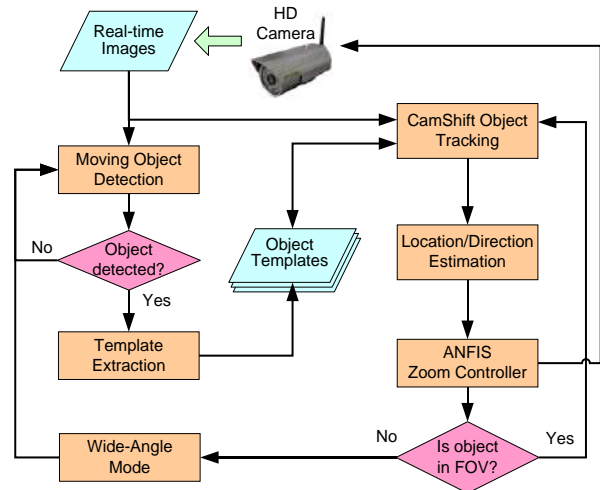 Real-time
Images
HD
Camera
CamShift Object
Tracking
Moving Object
Detection
Object
Templates
Location/Direction
Estimation
No
Object
detected?
Yes
Template
Extraction
ANFIS
Zoom Controller
Wide-Angle
Mode
No
Is object
in FOV?
Yes